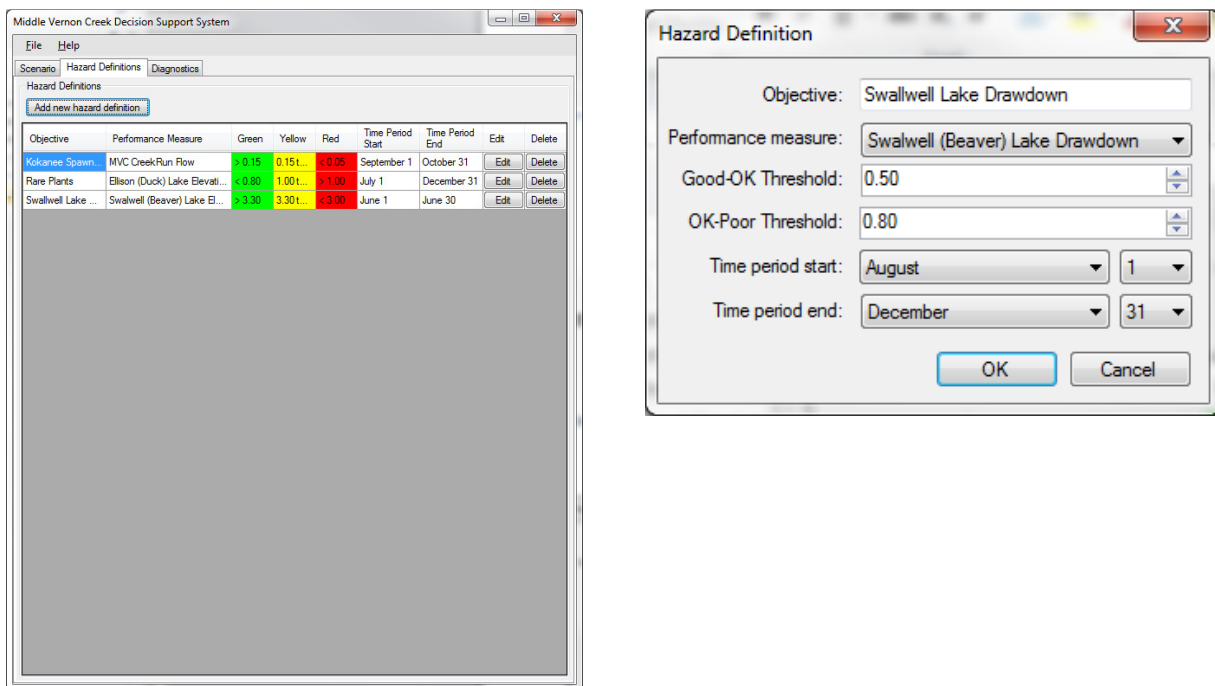 Middle Vernon Creek Decision Support System
File Help
Scenario Hazard Definitions Diagnostics
Hazard Definitions
Add new hazard definition
Objective Performance Measure Green Yellow Red Time Period Start Time Period End Edit Delete
Kokanee Spawn... MVC CreekRun Flow > 0.15 0.15 t... < 0.05 September 1 October 31 Edit Delete
Rare Plants Ellison (Duck) Lake Elevati... < 0.80 1.00 t... > 1.00 July 1 December 31 Edit Delete
Swallwell Lake ... Swalwell (Beaver) Lake El... > 3.30 3.30 t... < 3.00 June 1 June 30 Edit Delete
Hazard Definition
Objective: Swallwell Lake Drawdown
Performance measure: Swalwell (Beaver) Lake Drawdown
Good-OK Threshold: 0.50
OK-Poor Threshold: 0.80
Time period start: August 1
Time period end: December 31
OK Cancel